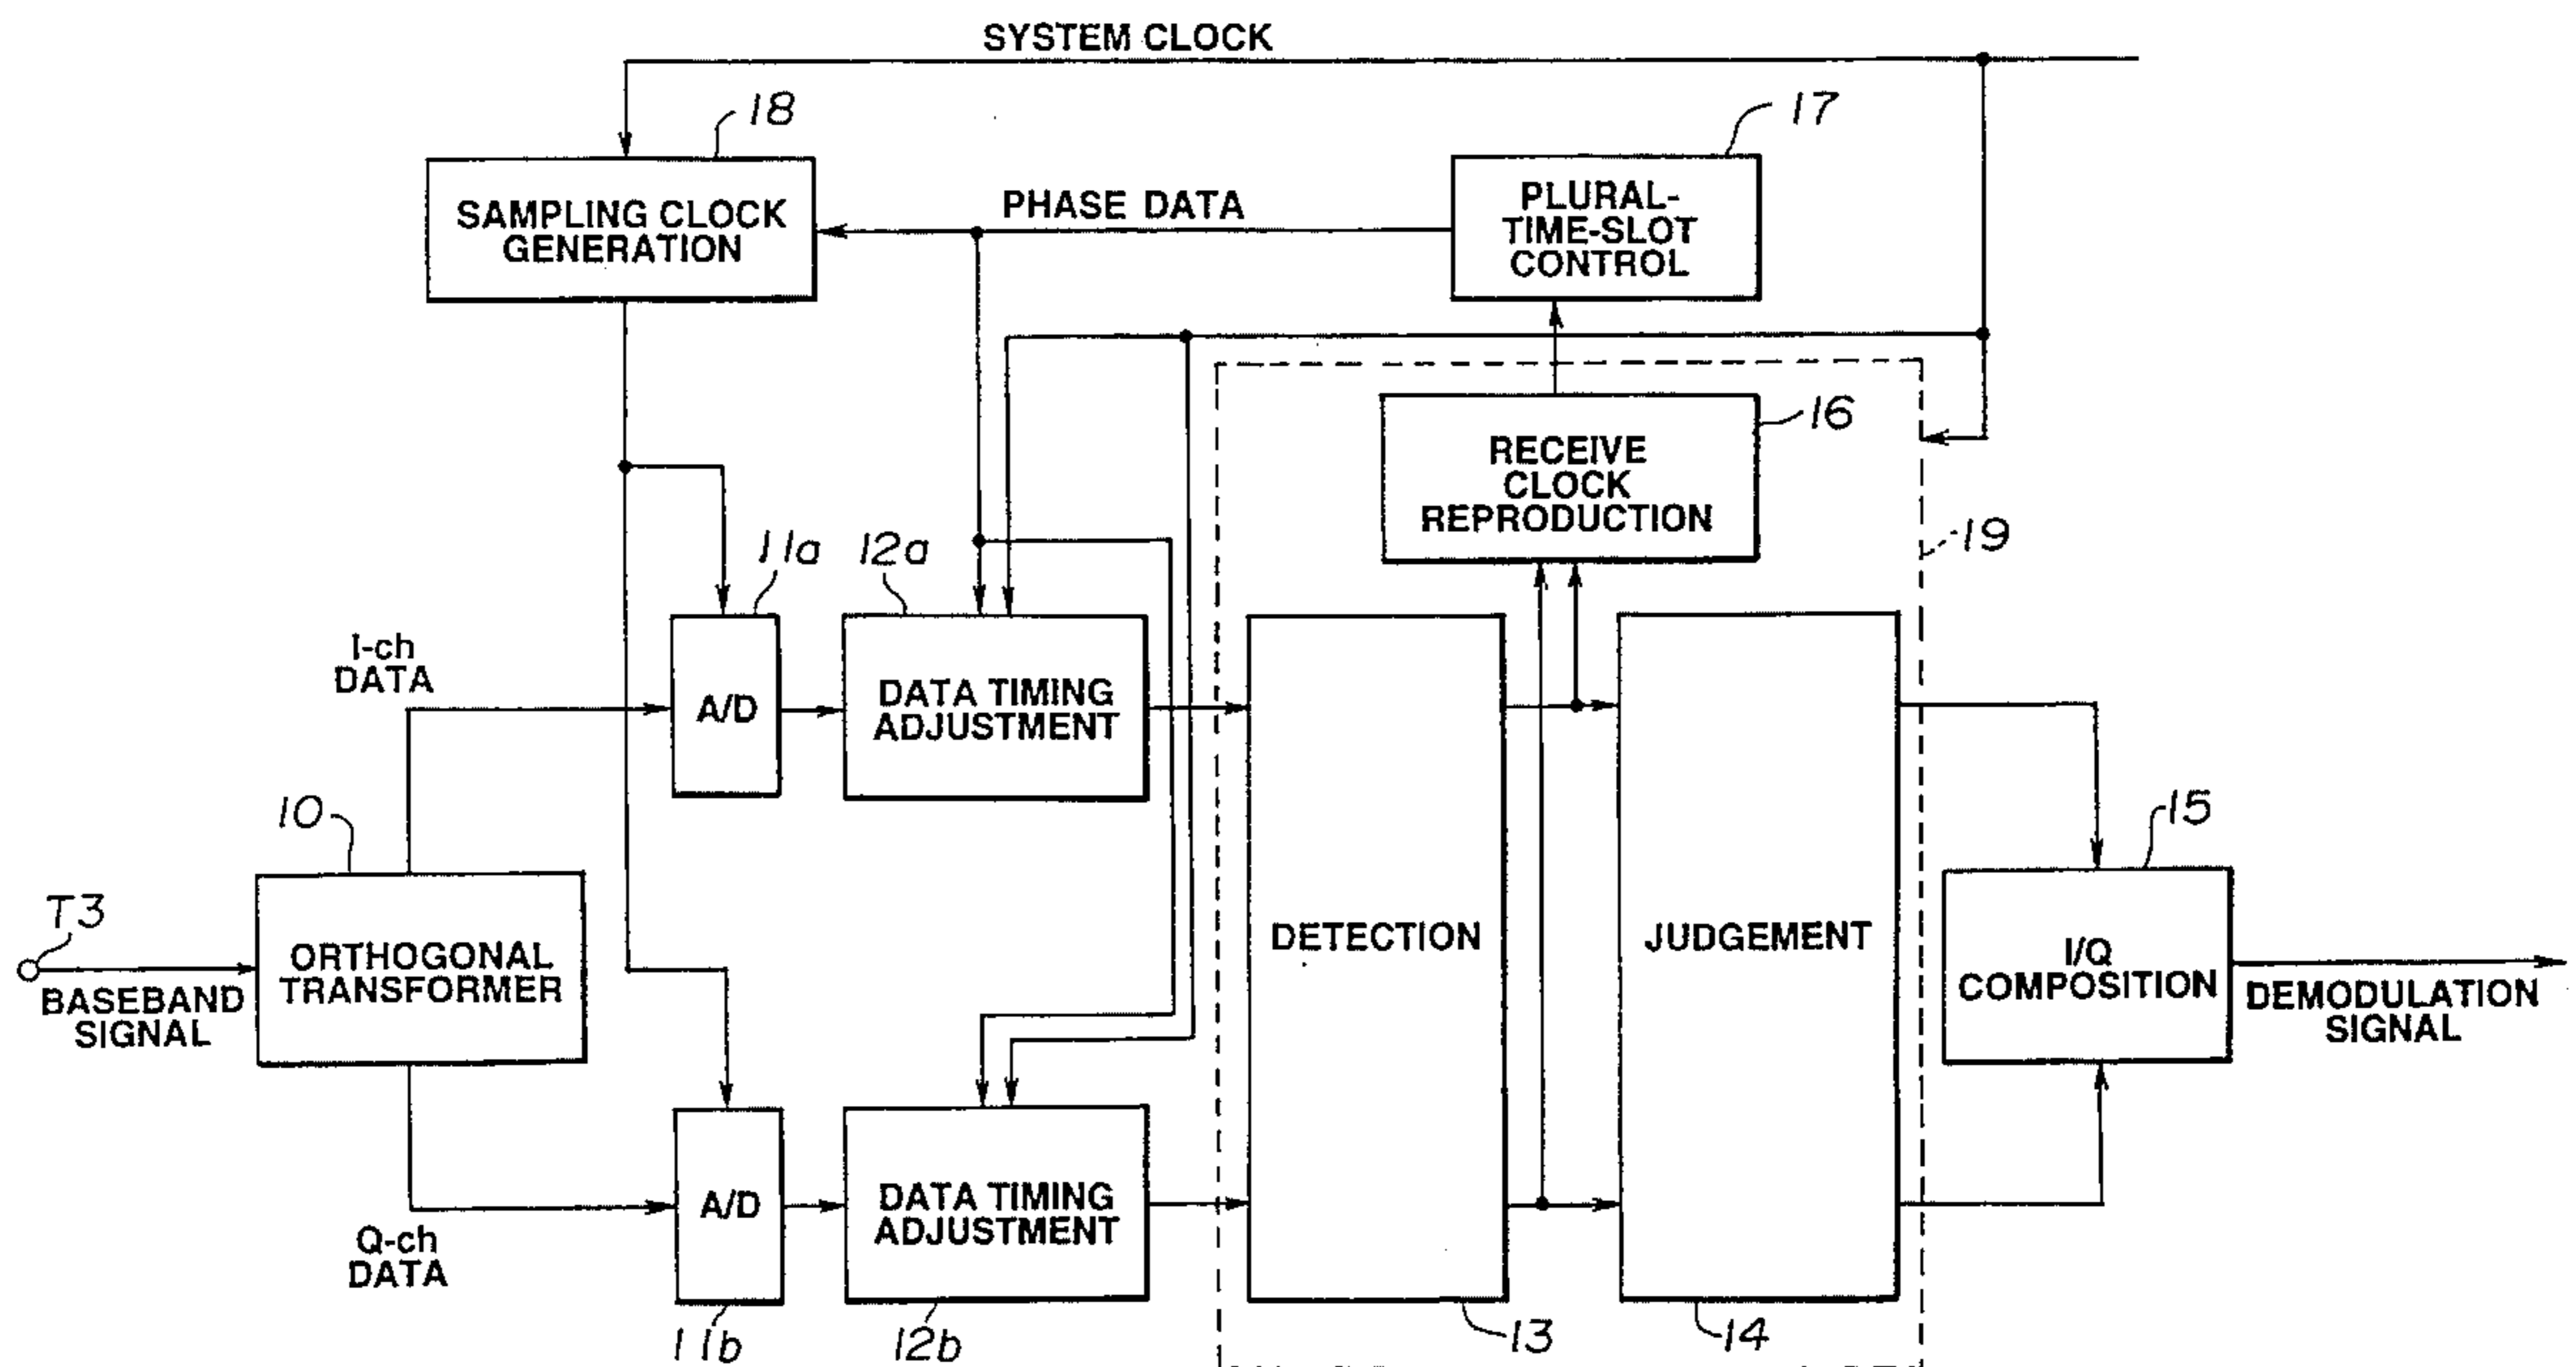 SYSTEM CLOCK
18
17
SAMPLING CLOCK
GENERATION
PHASE DATA
PLURAL-
TIME-SLOT
CONTROL
16
RECEIVE
CLOCK
REPRODUCTION
19
11a
12a
I-ch
DATA
A/D
DATA TIMING
ADJUSTMENT
10
15
T3
BASEBAND
SIGNAL
ORTHOGONAL
TRANSFORMER
DETECTION
JUDGEMENT
I/Q
COMPOSITION
DEMODULATION
SIGNAL
Q-ch
DATA
A/D
DATA TIMING
ADJUSTMENT
11b
12b
13
14